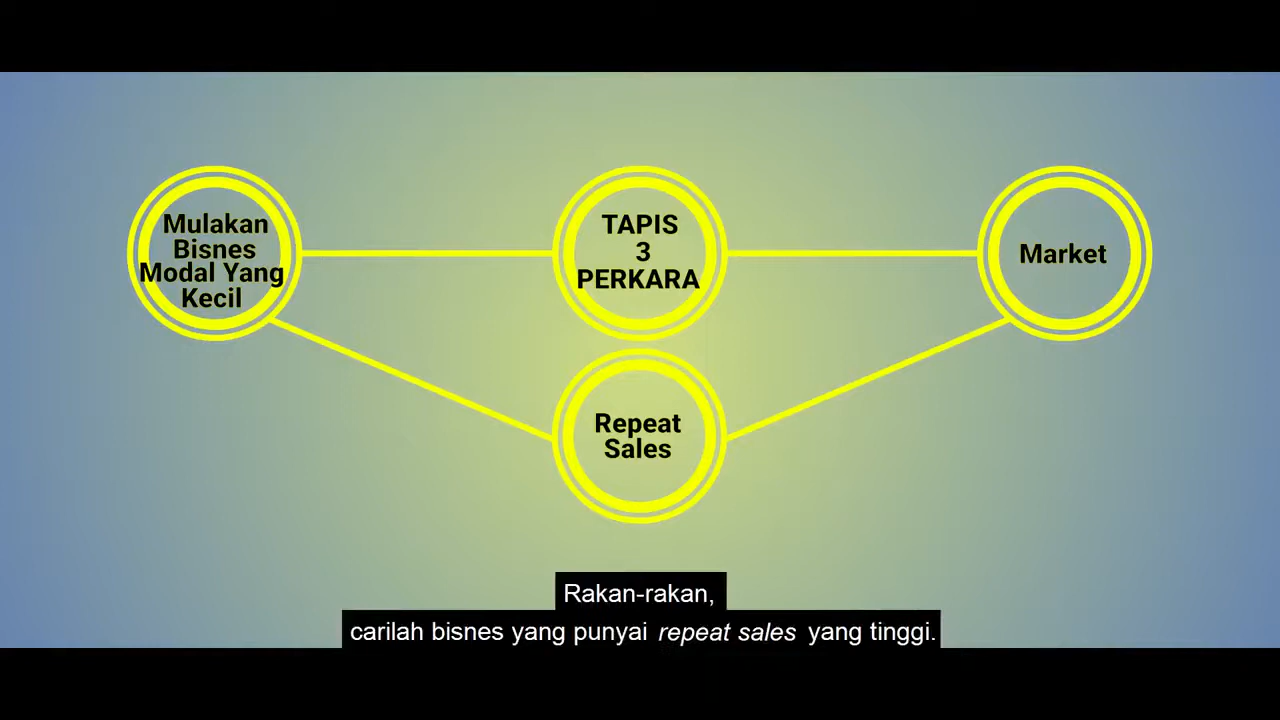 Mulakan
Bisnes
Modal Yang
Kecil
TAPIS
3
PERKARA
Market
Repeat
Sales
Rakan-rakan,
carilah bisnes yang punyai repeat sales yang tinggi.